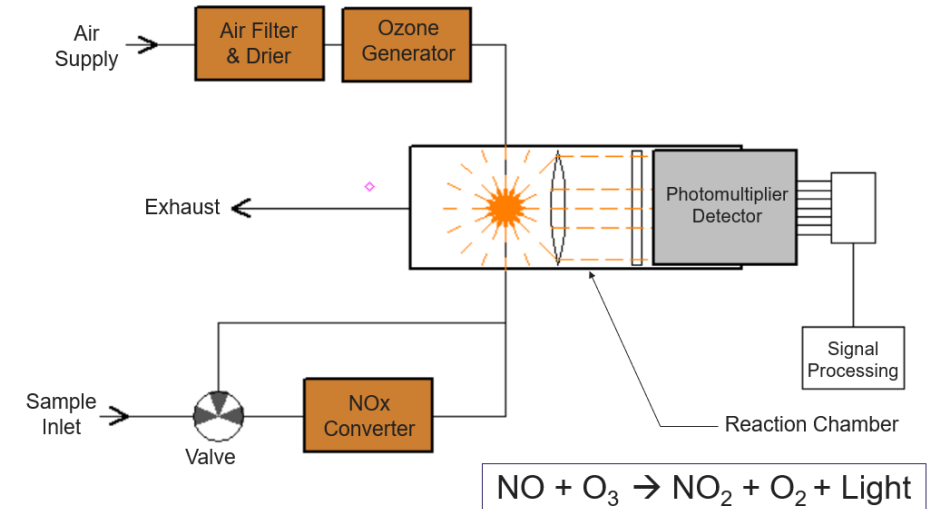 Air
Supply
Air Filter
& Drier
Ozone
Generator
Exhaust
Photomultiplier
Detector
Signal
Processing
Sample
Inlet
Valve
NOx
Converter
Reaction Chamber
NO + O₃ → NO₂ + O₂ + Light